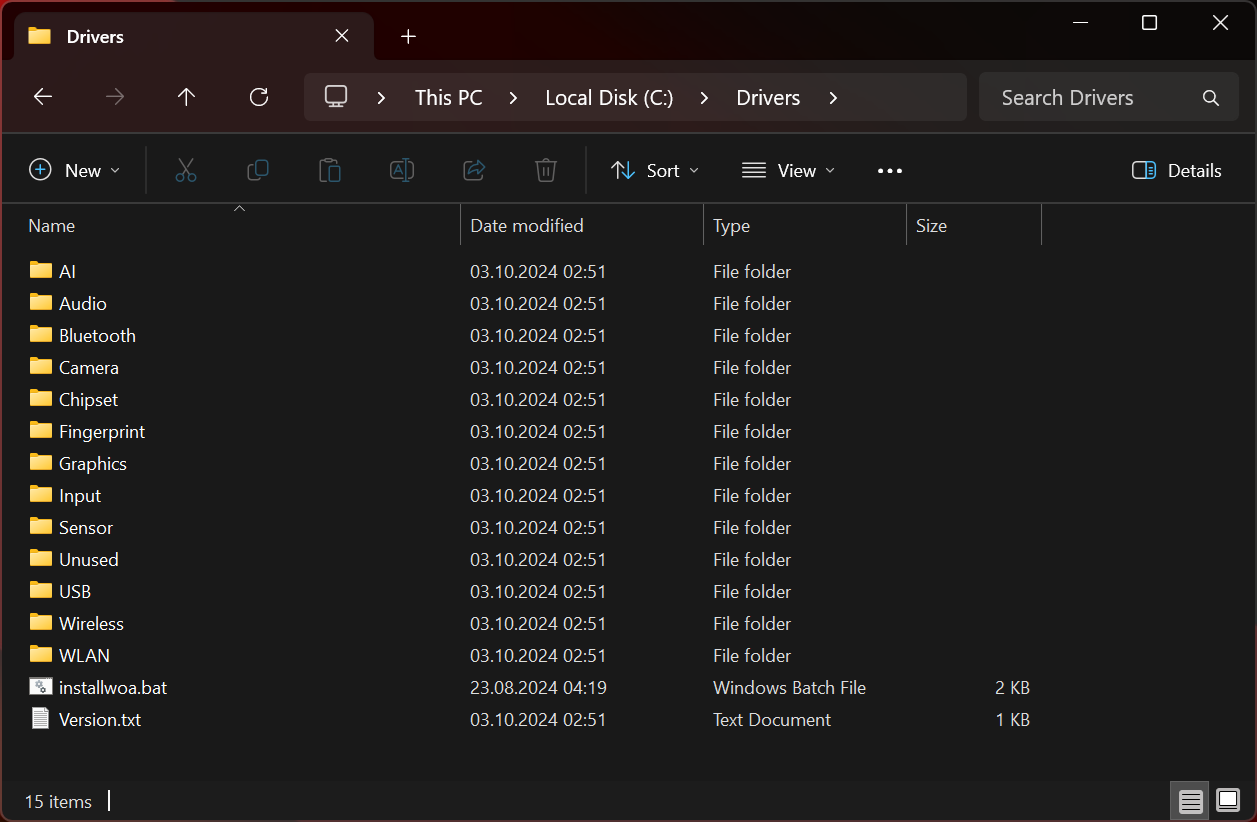 Drivers
This PC > Local Disk (C:) > Drivers > Search Drivers
New Sort View Details
Name Date modified Type Size
AI 03.10.2024 02:51 File folder
Audio 03.10.2024 02:51 File folder
Bluetooth 03.10.2024 02:51 File folder
Camera 03.10.2024 02:51 File folder
Chipset 03.10.2024 02:51 File folder
Fingerprint 03.10.2024 02:51 File folder
Graphics 03.10.2024 02:51 File folder
Input 03.10.2024 02:51 File folder
Sensor 03.10.2024 02:51 File folder
Unused 03.10.2024 02:51 File folder
USB 03.10.2024 02:51 File folder
Wireless 03.10.2024 02:51 File folder
WLAN 03.10.2024 02:51 File folder
installwoa.bat 23.08.2024 04:19 Windows Batch File 2 KB
Version.txt 03.10.2024 02:51 Text Document 1 KB
15 items